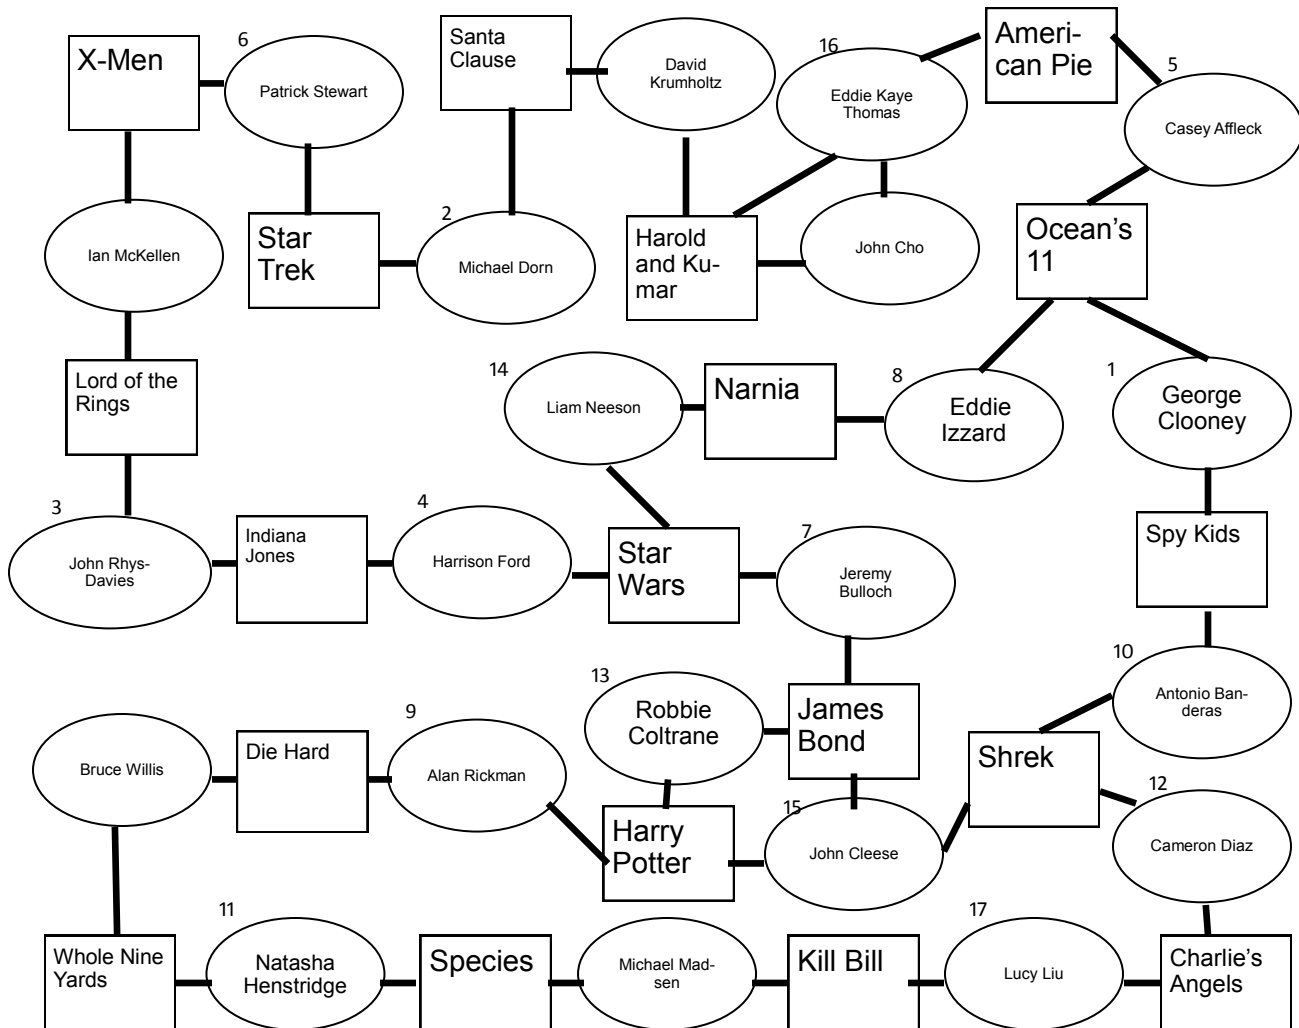 6
X-Men
Patrick Stewart
Santa
Clause
David
Krumholtz
16
Eddie Kaye
Thomas
Ameri-
can Pie
5
Casey Affleck
Ian McKellen
Star
Trek
2
Michael Dorn
Harold
and Ku-
mar
John Cho
Ocean's
11
Lord of the
Rings
14
Liam Neeson
Narnia
8
Eddie
Izzard
1
George
Clooney
3
John Rhys-
Davies
Indiana
Jones
4
Harrison Ford
Star
Wars
7
Jeremy
Bulloch
Spy Kids
10
Antonio Ban-
deras
Bruce Willis
Die Hard
9
Alan Rickman
13
Robbie
Coltrane
James
Bond
Shrek
12
Cameron Diaz
Harry
Potter
15
John Cleese
Whole Nine
Yards
11
Natasha
Henstridge
Species
Michael Mad-
sen
Kill Bill
17
Lucy Liu
Charlie's
Angels